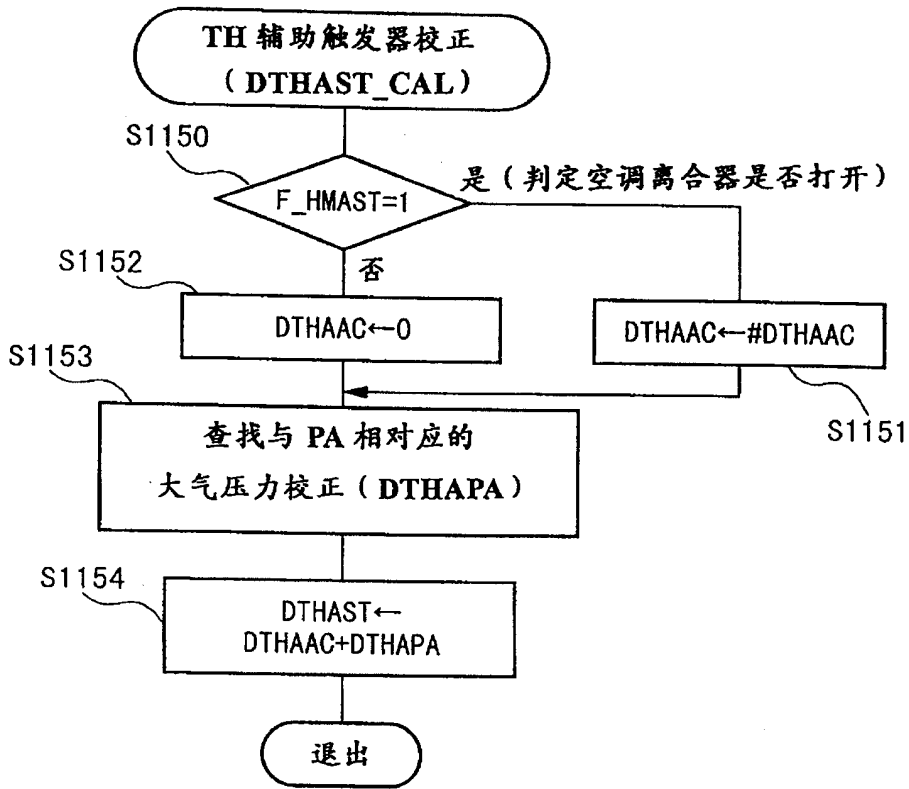 TH 辅助触发器校正
（DTHAST_CAL）
S1150
F_HMAST=1
是（判定空调离合器是否打开）
否
S1152
DTHAAC←0
DTHAAC←#DTHAAC
S1151
S1153
查找与 PA 相对应的
大气压力校正（DTHAPA）
S1154
DTHAST←
DTHAAC+DTHAPA
退出